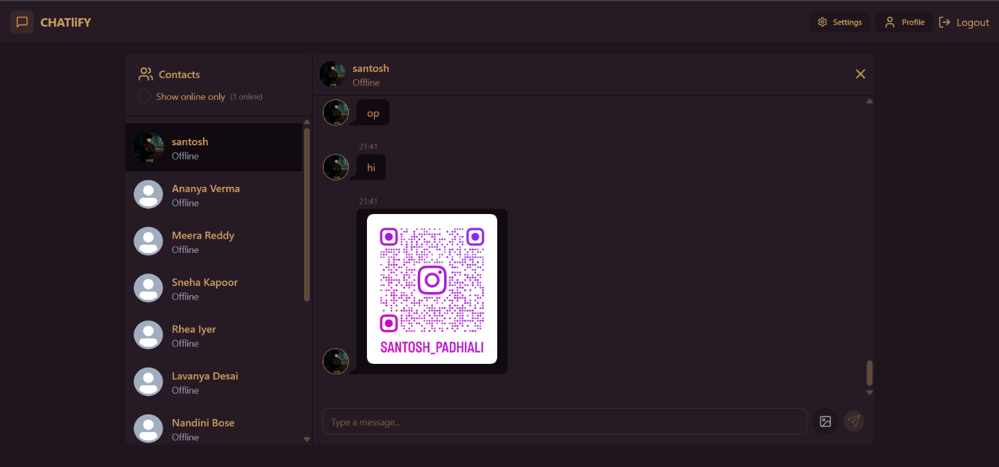 CHATliFY
Settings
Profile
Logout
Contacts
Show online only (1 online)
santosh
Offline
Ananya Verma
Offline
Meera Reddy
Offline
Sneha Kapoor
Offline
Rhea Iyer
Offline
Lavanya Desai
Offline
Nandini Bose
Offline
santosh
Offline
op
21:41
hi
21:41
SANTOSH_PADHIALI
Type a message...